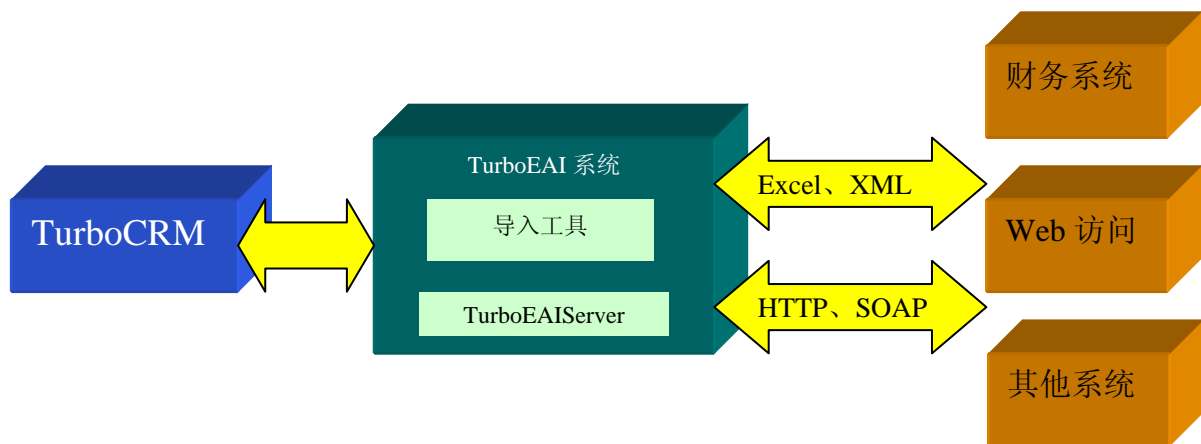 TurboCRM
TurboEAI 系统
导入工具
TurboEAIServer
Excel、XML
HTTP、SOAP
财务系统
Web 访问
其他系统